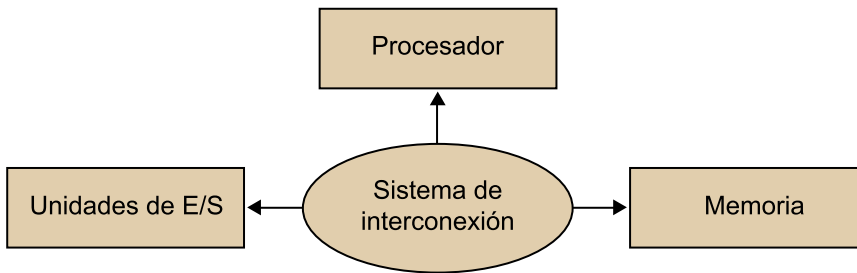 Procesador
Unidades de E/S
Sistema de
interconexión
Memoria